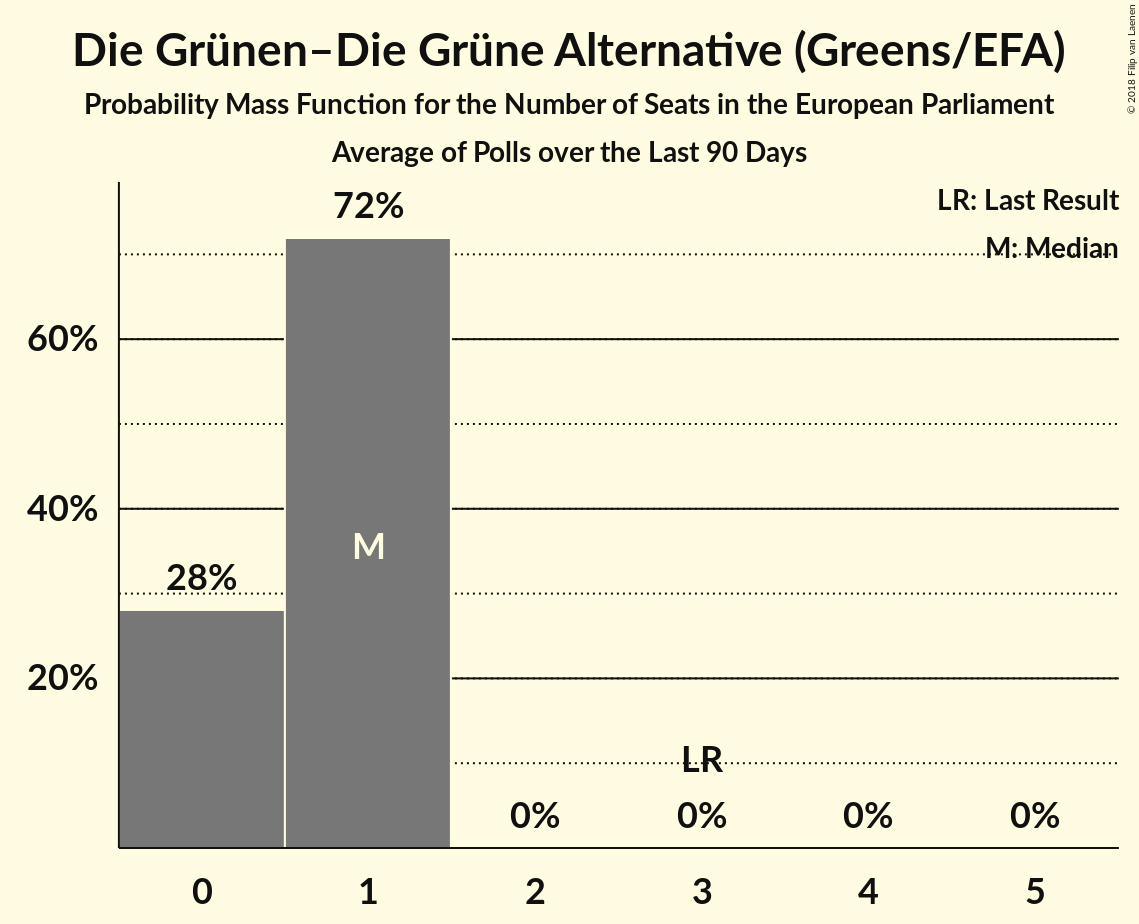 Die Grünen–Die Grüne Alternative (Greens/EFA)
Probability Mass Function for the Number of Seats in the European Parliament
Average of Polls over the Last 90 Days
© 2018 Filip van Laenen
LR: Last Result
M: Median
72%
60%
40%
M
28%
20%
LR
0% 0% 0% 0%
0 1 2 3 4 5